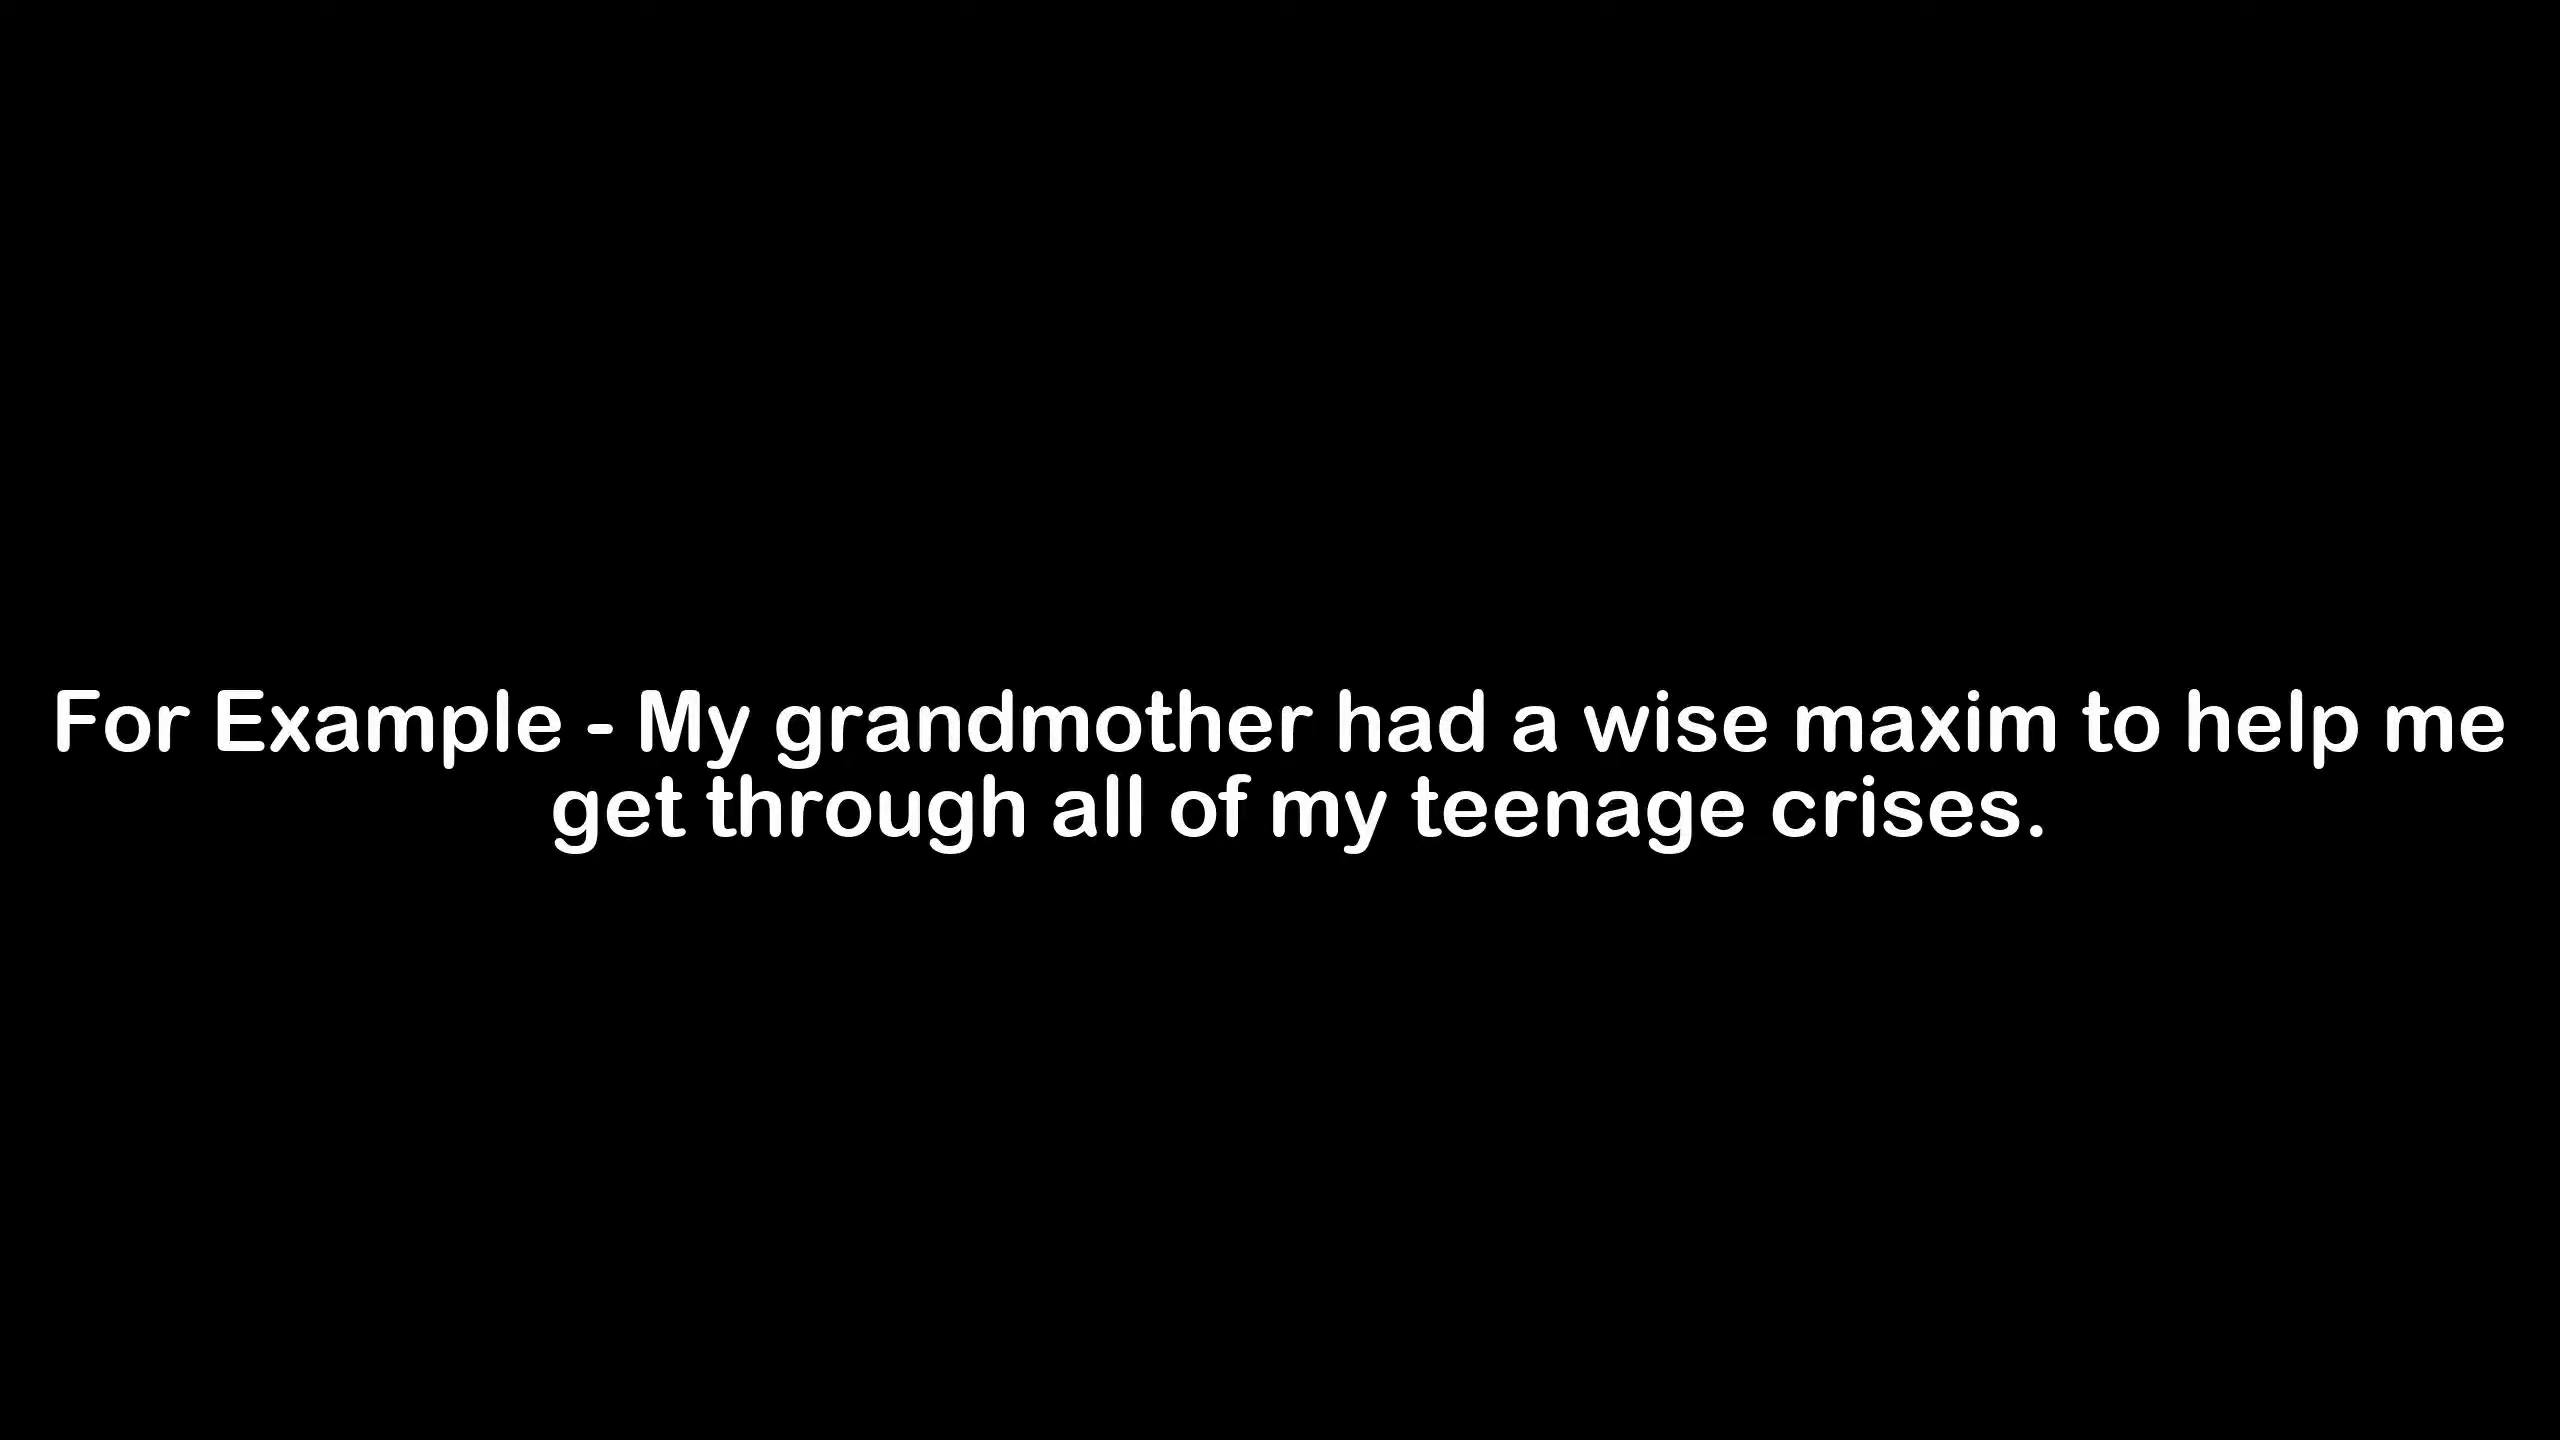 For Example - My grandmother had a wise maxim to help me
get through all of my teenage crises.